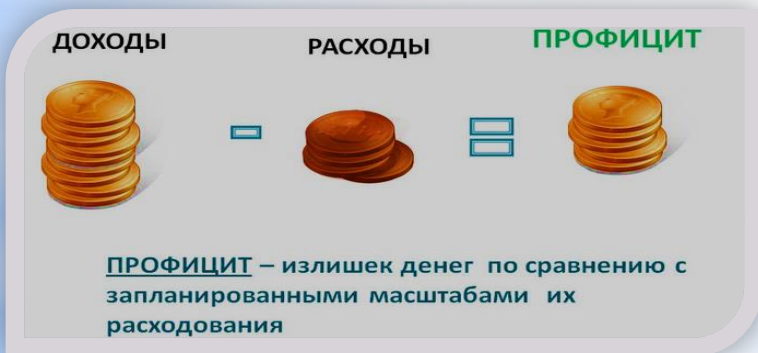 ДОХОДЫ
РАСХОДЫ
ПРОФИЦИТ
ПРОФИЦИТ – излишек денег по сравнению с
запланированными масштабами их
расходования